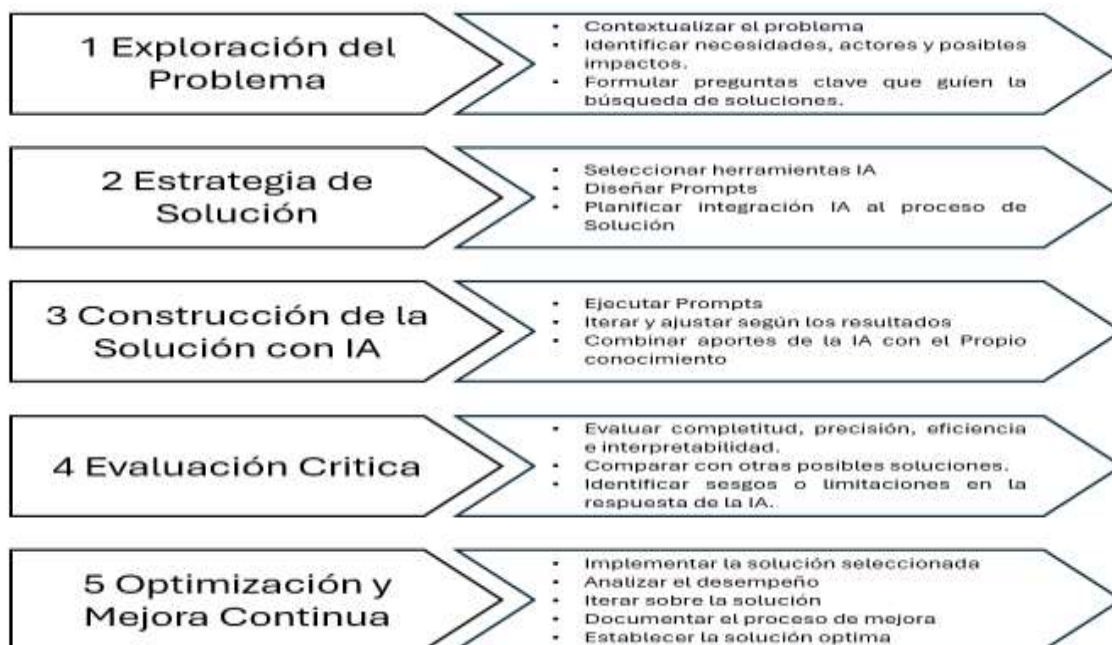 1 Exploración del
Problema
• Contextualizar el problema
• Identificar necesidades, actores y posibles
impactos.
• Formular preguntas clave que guíen la
búsqueda de soluciones.
2 Estrategia de
Solución
• Seleccionar herramientas IA
• Diseñar Prompts
• Planificar integración IA al proceso de
Solución
3 Construcción de la
Solución con IA
• Ejecutar Prompts
• Iterar y ajustar según los resultados
• Combinar aportes de la IA con el Propio
conocimiento
4 Evaluación Critica
• Evaluar completitud, precisión, eficiencia
e interpretabilidad.
• Comparar con otras posibles soluciones.
• Identificar sesgos o limitaciones en la
respuesta de la IA.
5 Optimización y
Mejora Continua
• Implementar la solución seleccionada
• Analizar el desempeño
• Iterar sobre la solución
• Documentar el proceso de mejora
• Establecer la solución optima